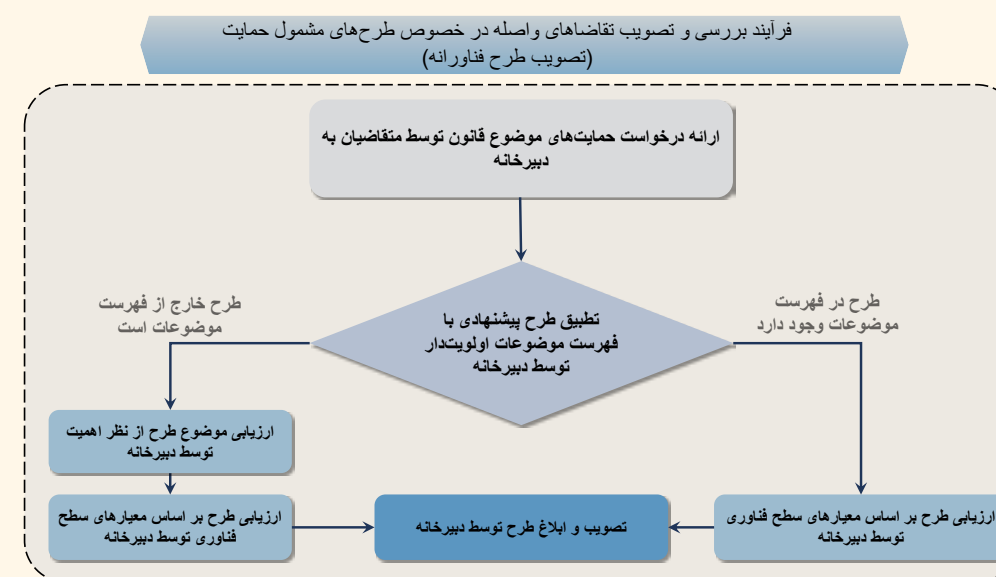 فرآیند بررسی و تصویب تقاضاهای واصله در خصوص طرح‌های مشمول حمایت
(تصویب طرح فناورانه)
ارائه درخواست حمایت‌های موضوع قانون توسط متقاضیان به
دبیرخانه
تطبیق طرح پیشنهادی با
فهرست موضوعات اولویت‌دار
توسط دبیرخانه
طرح در فهرست
موضوعات وجود دارد
طرح خارج از فهرست
موضوعات است
ارزیابی موضوع طرح از نظر اهمیت
توسط دبیرخانه
ارزیابی طرح بر اساس معیارهای سطح فناوری
توسط دبیرخانه
تصویب و ابلاغ طرح توسط دبیرخانه
ارزیابی طرح بر اساس معیارهای سطح
فناوری توسط دبیرخانه